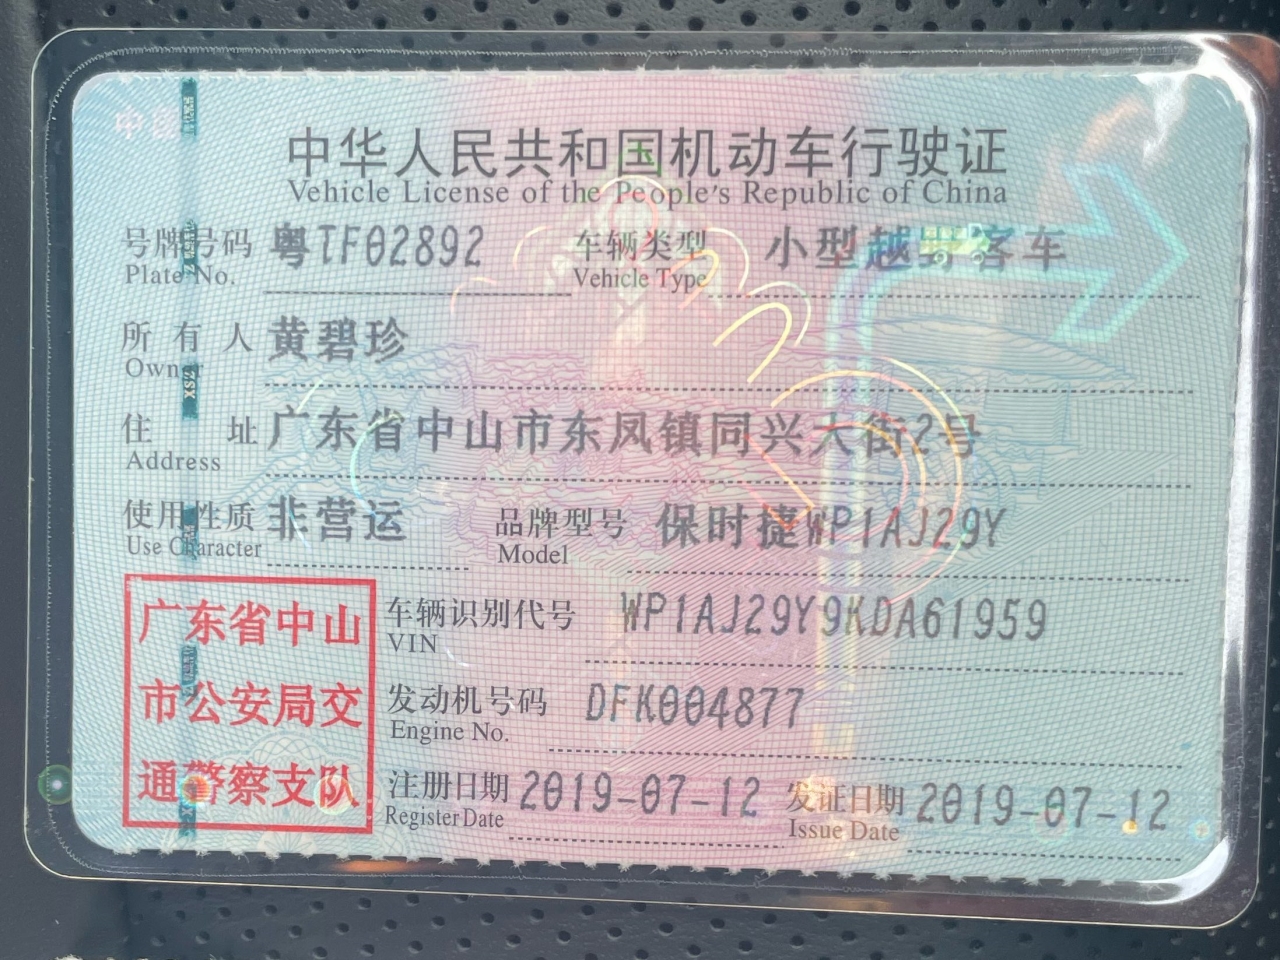 中华人民共和国机动车行驶证
Vehicle License of the People's Republic of China
号牌号码 粤TF02892 车辆类型 小型越野客车
Plate No. Vehicle Type
所有人 黄碧珍
Owner
住址 广东省中山市东凤镇同兴大街2号
Address
使用性质 非营运 品牌型号 保时捷WP1AJ29Y
Use Character Model
广东省中山
市公安局交
通警察支队
车辆识别代号 WP1AJ29Y9KDA61959
VIN
发动机号码 DFK004877
Engine No.
注册日期 2019-07-12 发证日期 2019-07-12
Register Date Issue Date